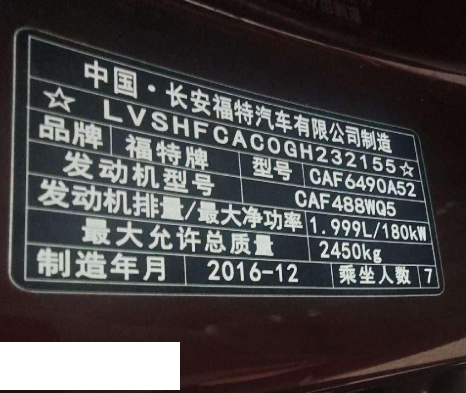 中国·长安福特汽车有限公司制造
☆LVSHFCAC0GH232155☆
品牌 福特牌 型号 CAF6490A52
发动机型号 CAF488WQ5
发动机排量/最大净功率 1.999L/180kW
最大允许总质量 2450kg
制造年月 2016-12 乘坐人数 7